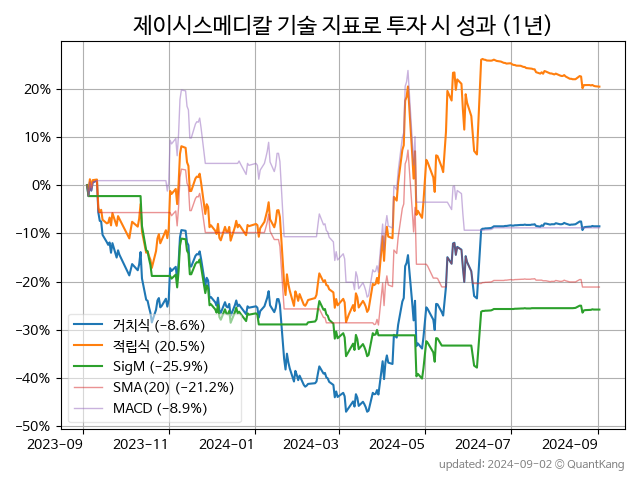 제이시스메디칼 기술 지표로 투자 시 성과 (1년)
20%
10%
0%
−10%
−20%
−30%
−40%
−50%
거치식 (−8.6%)
적립식 (20.5%)
SigM (−25.9%)
SMA(20) (−21.2%)
MACD (−8.9%)
2023-09 2023-11 2024-01 2024-03 2024-05 2024-07 2024-09
updated: 2024-09-02 © QuantKang